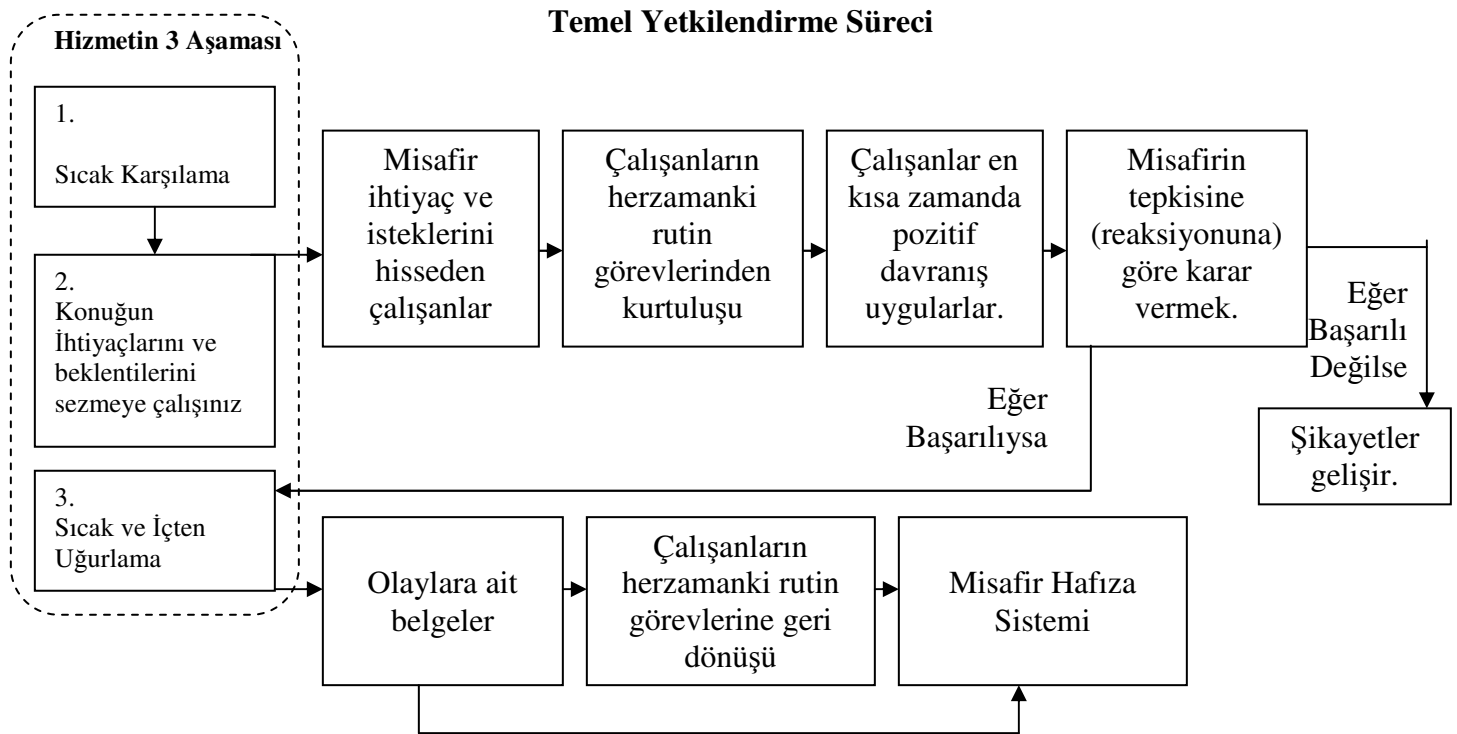 Temel Yetkilendirme Süreci
Hizmetin 3 Aşaması
1.
Sıcak Karşılama
2.
Konuğun
İhtiyaçlarını ve
beklentilerini
sezmeye çalışınız
3.
Sıcak ve İçten
Uğurlama
Misafir
ihtiyaç ve
isteklerini
hisseden
çalışanlar
Çalışanların
herzamanki
rutin
görevlerinden
kurtuluşu
Çalışanlar en
kısa zamanda
pozitif
davranış
uygularlar.
Misafirin
tepkisine
(reaksiyonuna)
göre karar
vermek.
Eğer
Başarılı
Değilse
Şikayetler
gelişir.
Eğer
Başarılıysa
Olaylara ait
belgeler
Çalışanların
herzamanki rutin
görevlerine geri
dönüşü
Misafir Hafıza
Sistemi